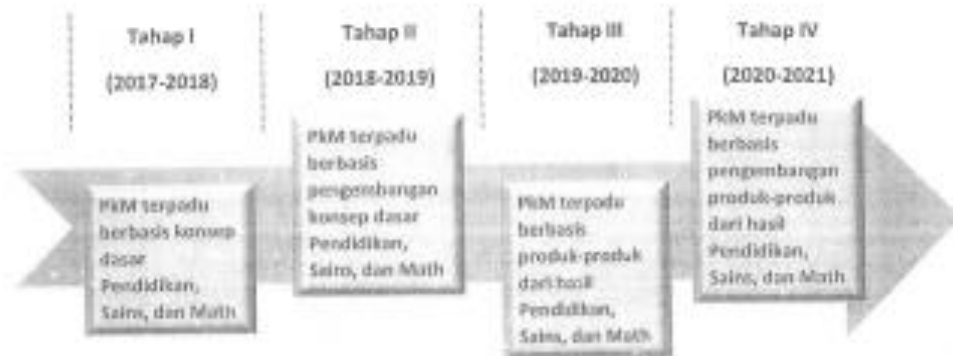 Tahap I
(2017-2018)
PkM terpadu
berbasis konsep
dasar
Pendidikan,
Sains, dan Math
Tahap II
(2018-2019)
PkM terpadu
berbasis
pengembangan
konsep dasar
Pendidikan,
Sains, dan Math
Tahap III
(2019-2020)
PkM terpadu
berbasis
produk-produk
dari hasil
Pendidikan,
Sains, dan Math
Tahap IV
(2020-2021)
PkM terpadu
berbasis
pengembangan
produk-produk
dari hasil
Pendidikan,
Sains, dan Math